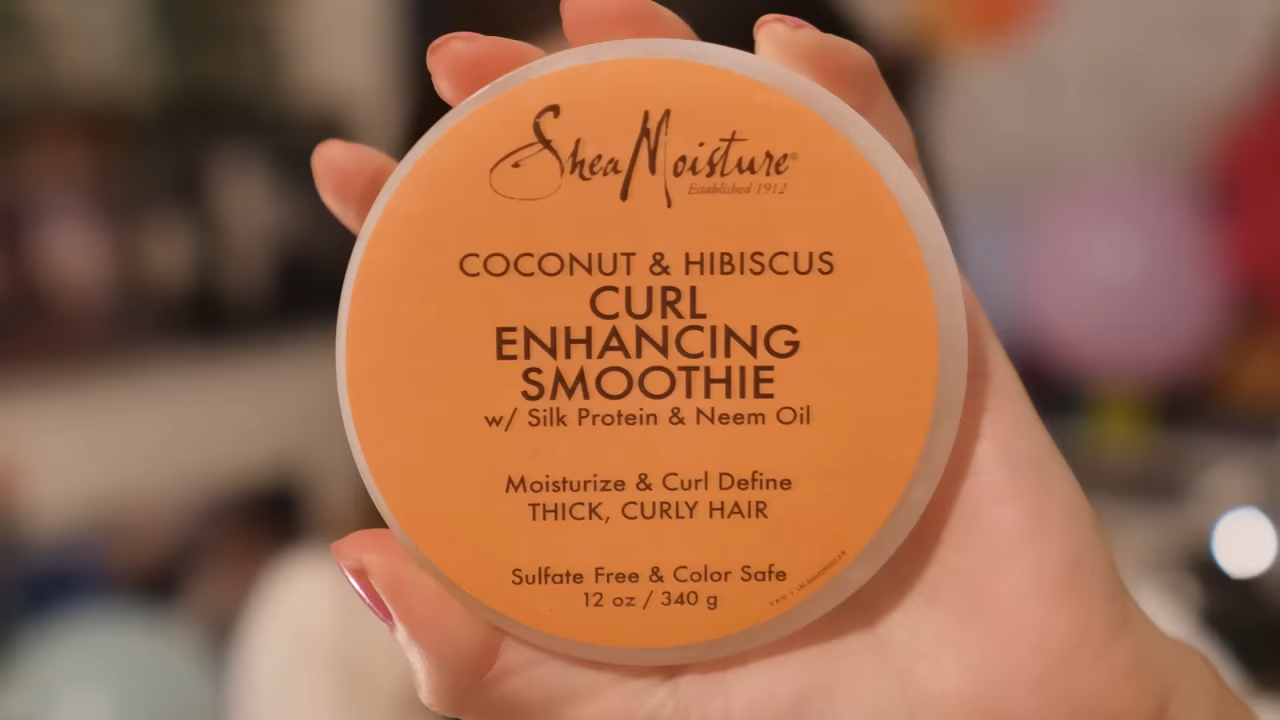 SheaMoisture®
Established 1912
COCONUT & HIBISCUS
CURL
ENHANCING
SMOOTHIE
w/ Silk Protein & Neem Oil
Moisturize & Curl Define
THICK, CURLY HAIR
Sulfate Free & Color Safe
12 oz / 340 g